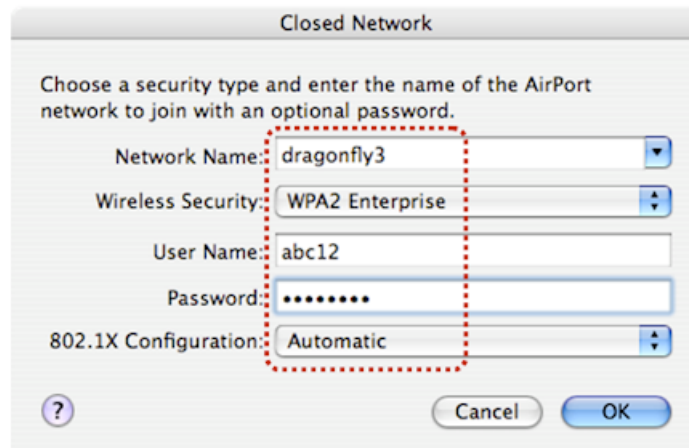 Closed Network
Choose a security type and enter the name of the AirPort
network to join with an optional password.
Network Name: dragonfly3
Wireless Security: WPA2 Enterprise
User Name: abc12
Password: ••••••••
802.1X Configuration: Automatic
? Cancel OK